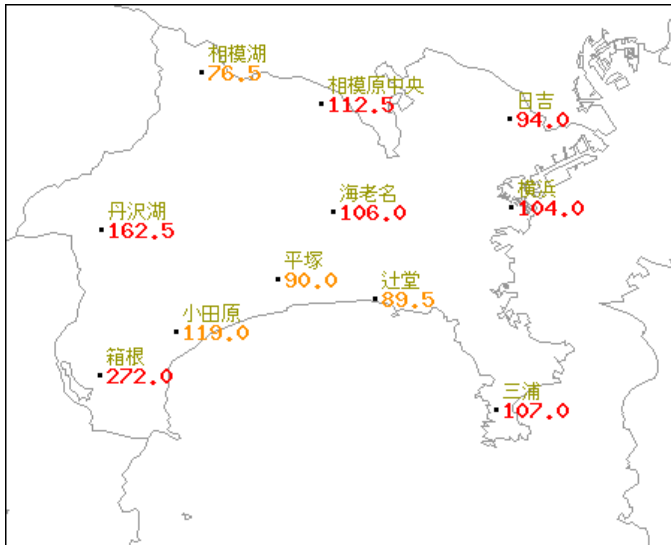 相模湖
76.5
相模原中央
112.5
日吉
94.0
海老名
106.0
横浜
104.0
丹沢湖
162.5
平塚
90.0
辻堂
89.5
小田原
119.0
箱根
272.0
三浦
107.0